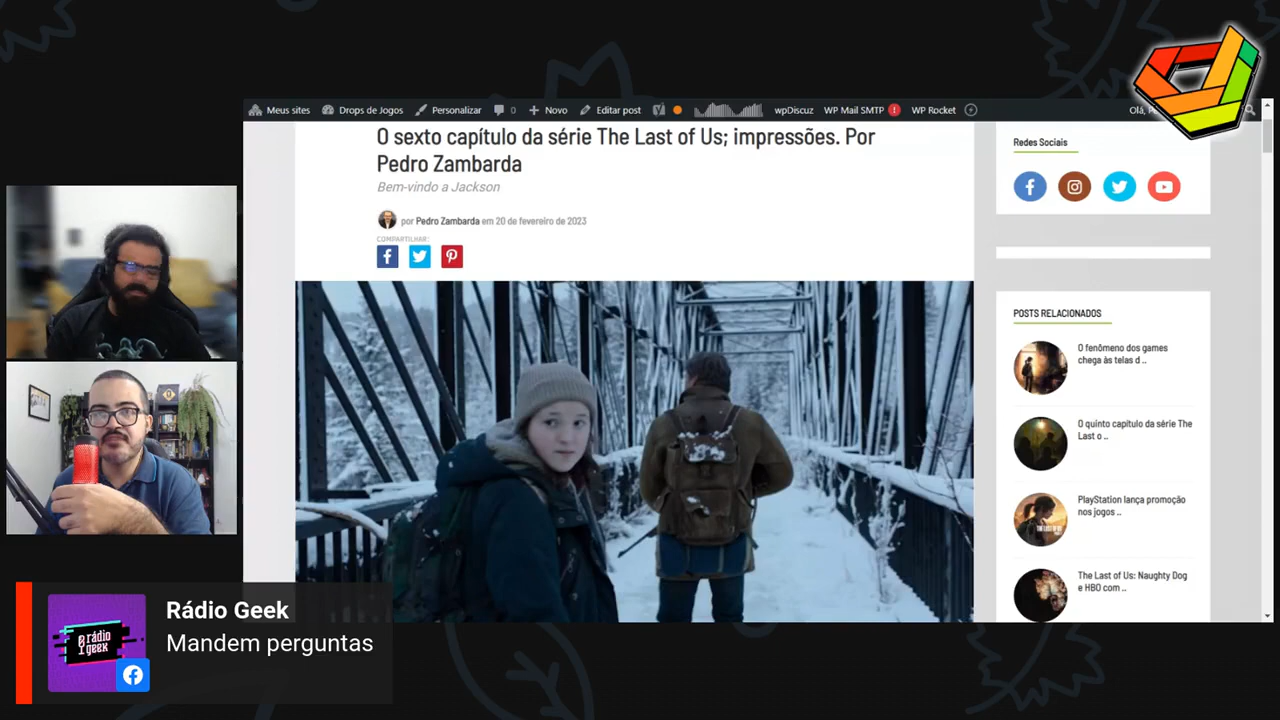 Meus sites Drops de Jogos Personalizar 0 Novo Editar post wpDiscuz WP Mail SMTP ! WP Rocket Olá,
O sexto capítulo da série The Last of Us; impressões. Por
Pedro Zambarda
Bem-vindo a Jackson
por Pedro Zambarda em 20 de fevereiro de 2023
COMPARTILHAR:
Redes Sociais
POSTS RELACIONADOS
O fenômeno dos games
chega às telas d ..
O quinto capítulo da série The
Last o ..
PlayStation lança promoção
nos jogos ..
The Last of Us: Naughty Dog
e HBO com ..
rádio
geek
Rádio Geek
Mandem perguntas